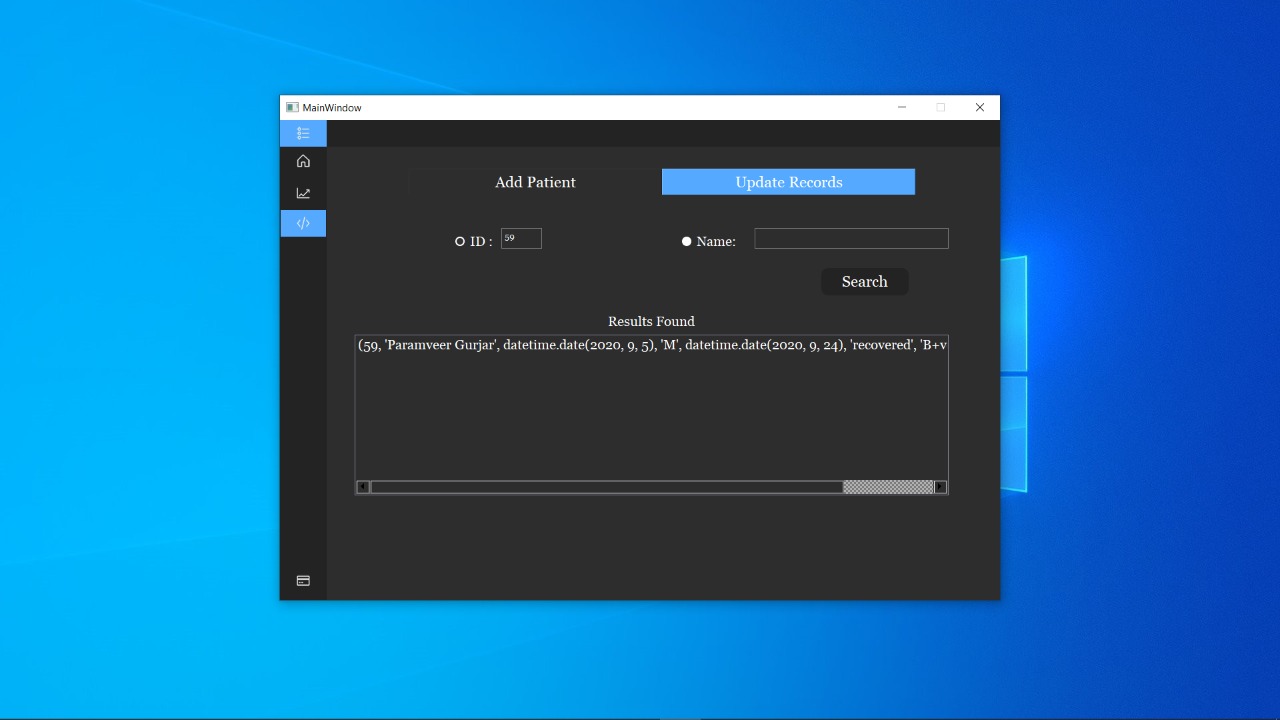 MainWindow
Add Patient
Update Records
ID :
59
Name:
Search
Results Found
(59, 'Paramveer Gurjar', datetime.date(2020, 9, 5), 'M', datetime.date(2020, 9, 24), 'recovered', 'B+v